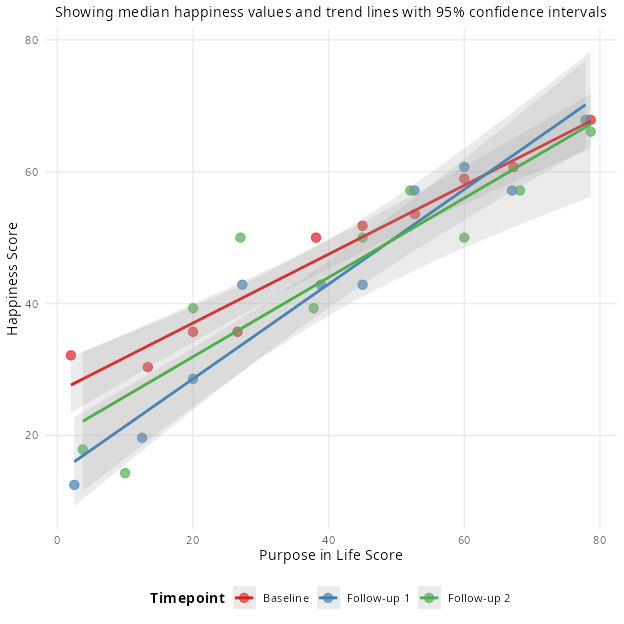 Showing median happiness values and trend lines with 95% confidence intervals
80
60
40
20
Happiness Score
0 20 40 60 80
Purpose in Life Score
Timepoint Baseline Follow-up 1 Follow-up 2